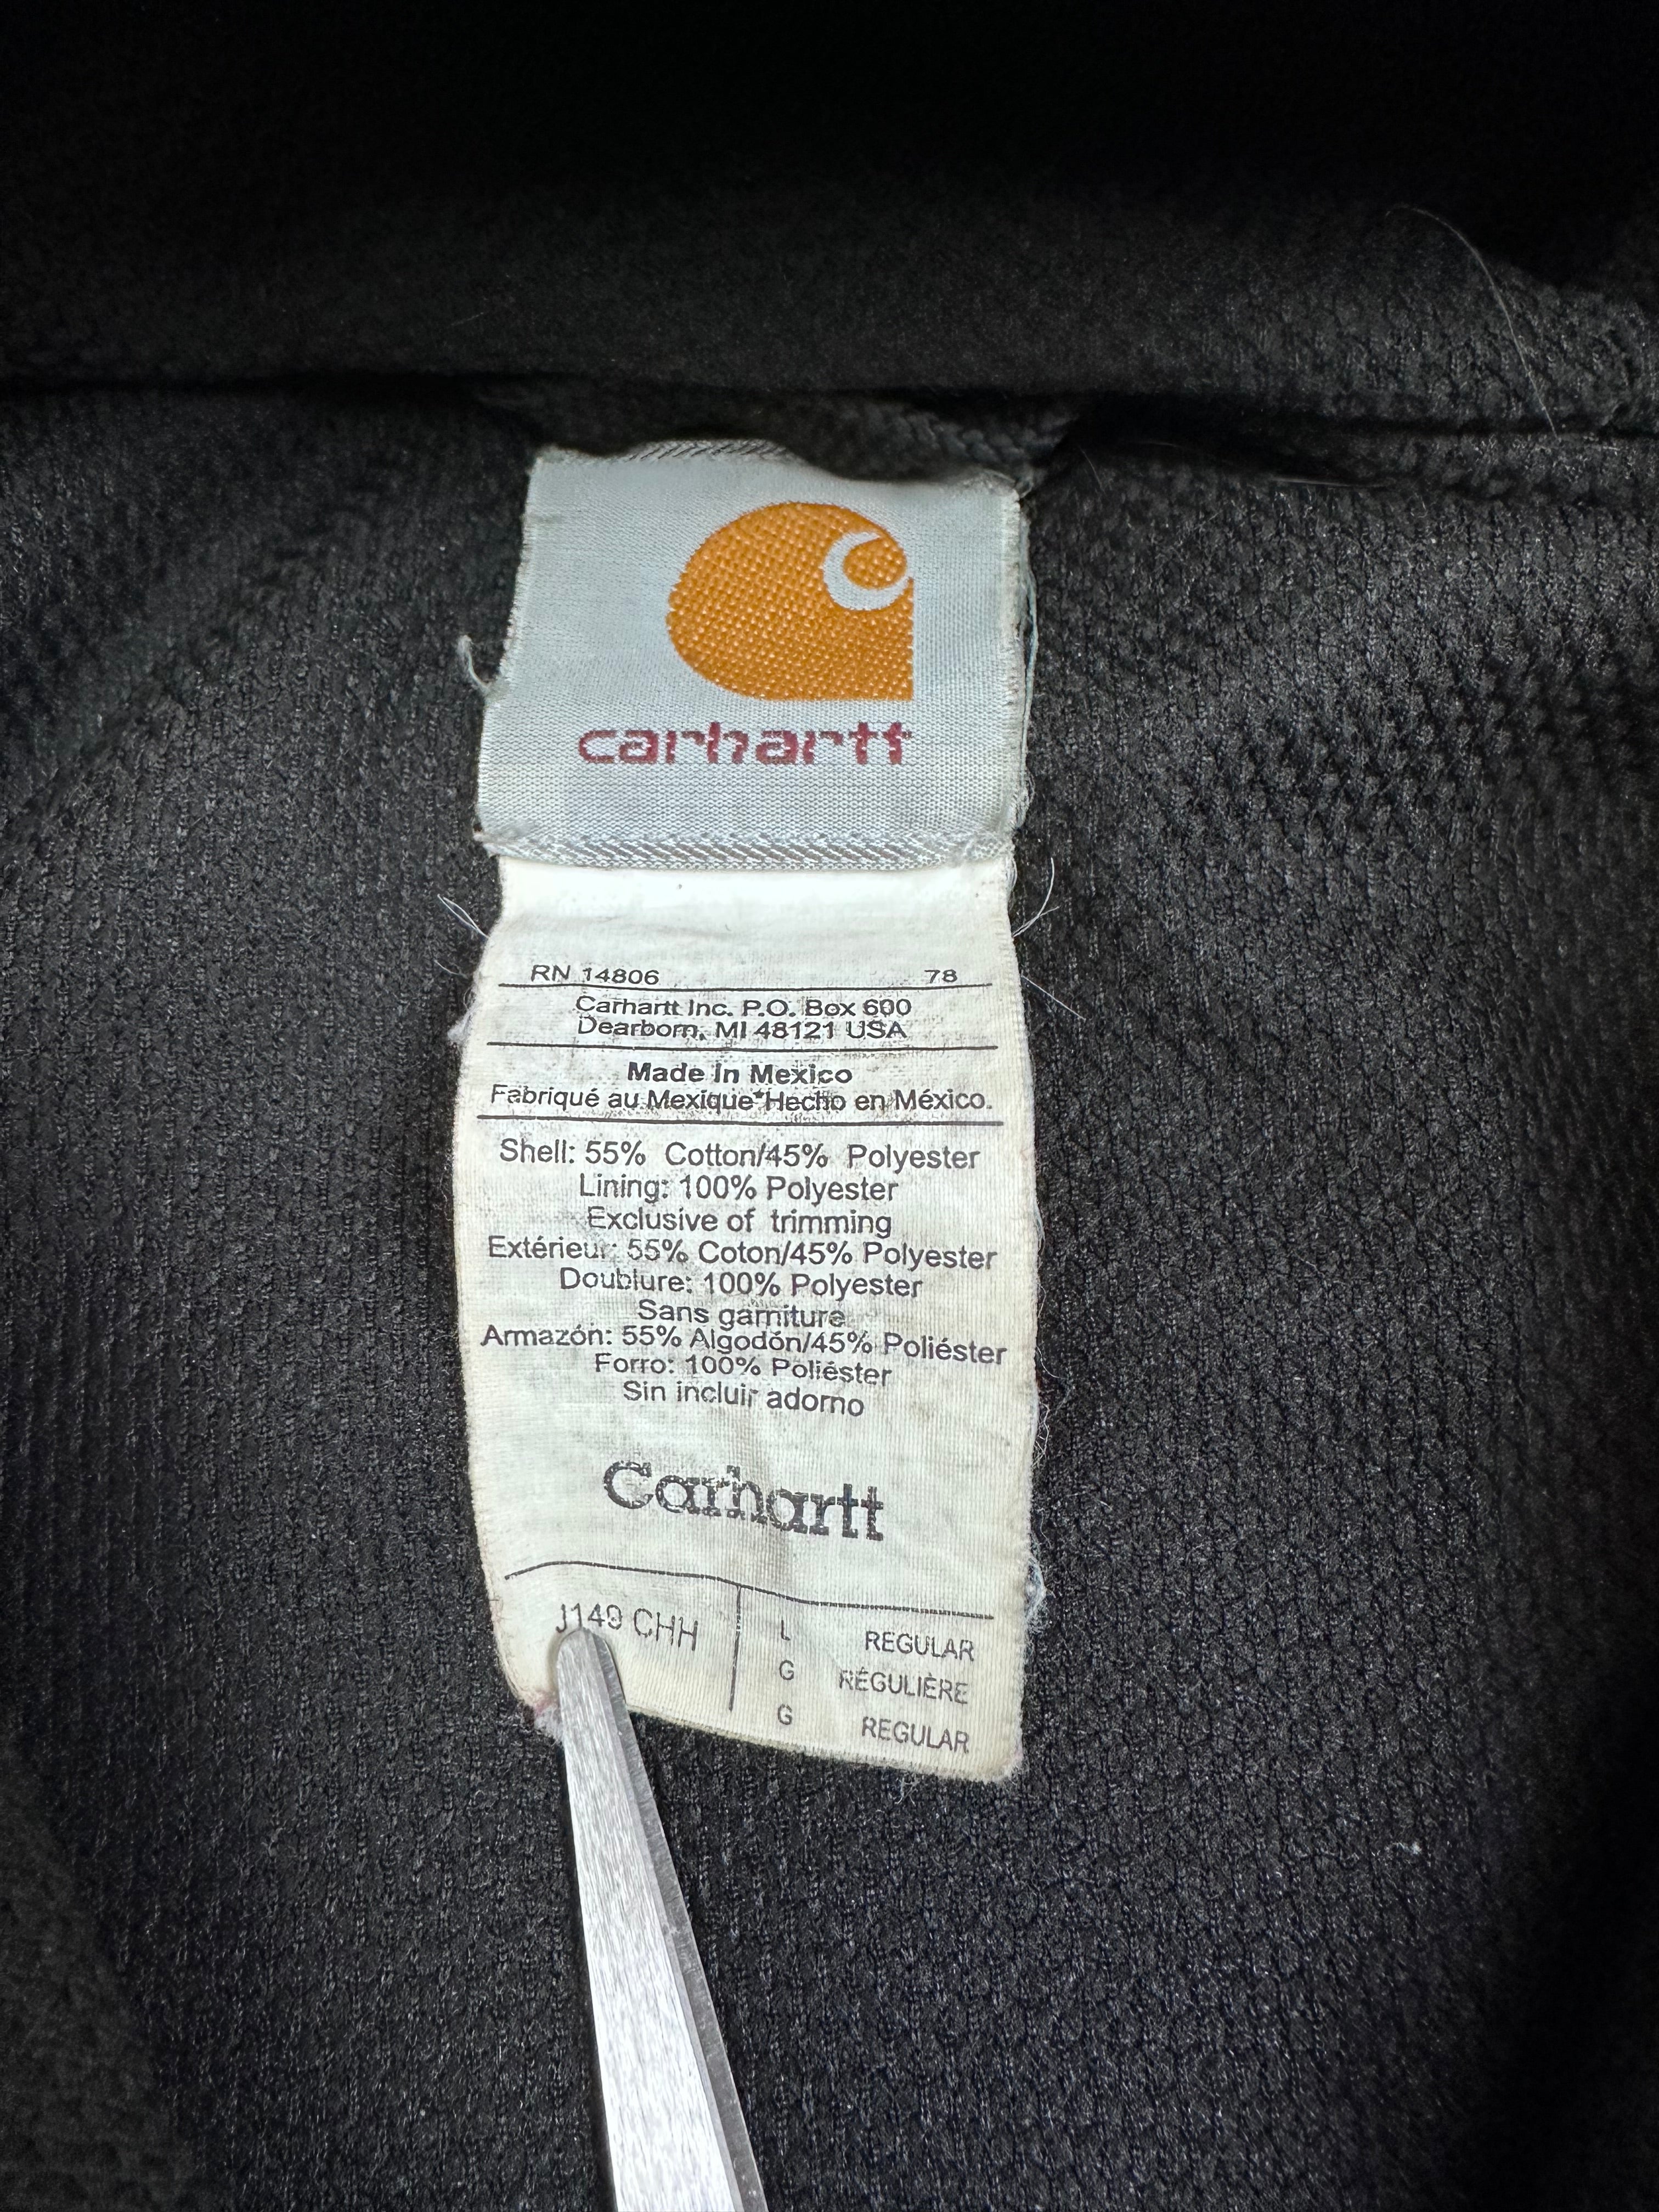 carhartt
RN 14806 78
Carhartt Inc. P.O. Box 600
Dearborn, MI 48121 USA
Made In Mexico
Fabriqué au Mexique*Hecho en México.
Shell: 55% Cotton/45% Polyester
Lining: 100% Polyester
Exclusive of trimming
Extérieur: 55% Coton/45% Polyester
Doublure: 100% Polyester
Sans garniture
Armazón: 55% Algodón/45% Poliéster
Forro: 100% Poliéster
Sin incluir adorno
Carhartt
J149 CHH L REGULAR
G RÉGULIÈRE
G REGULAR